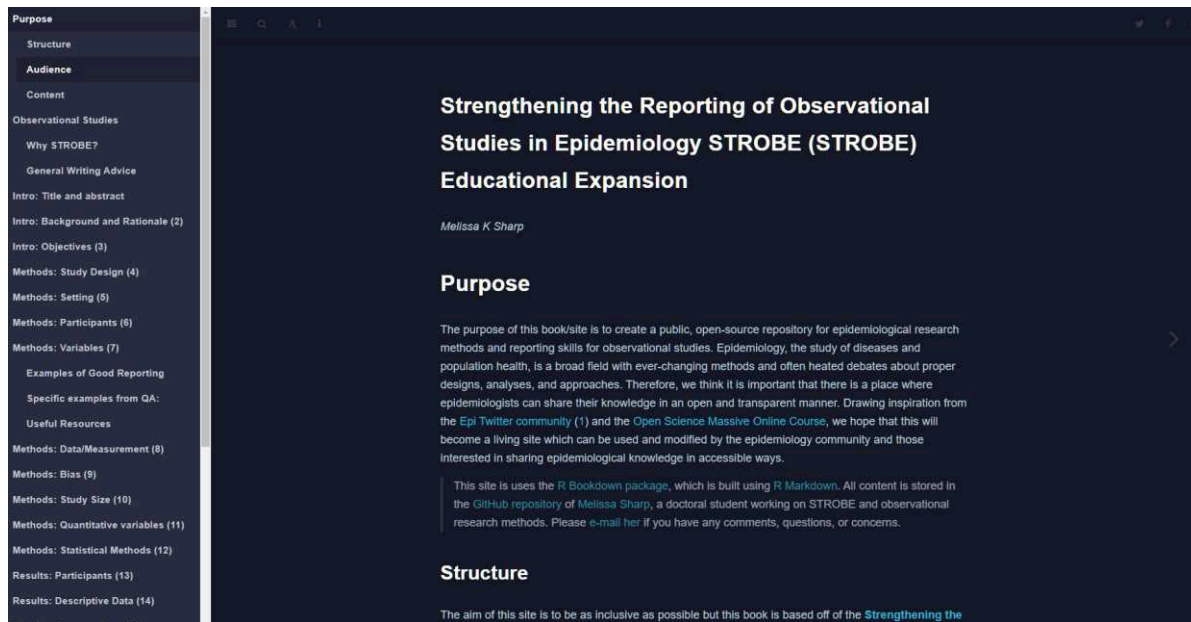 Purpose
Structure
Audience
Content
Observational Studies
Why STROBE?
General Writing Advice
Intro: Title and abstract
Intro: Background and Rationale (2)
Intro: Objectives (3)
Methods: Study Design (4)
Methods: Setting (5)
Methods: Participants (6)
Methods: Variables (7)
Examples of Good Reporting
Specific examples from QA:
Useful Resources
Methods: Data/Measurement (8)
Methods: Bias (9)
Methods: Study Size (10)
Methods: Quantitative variables (11)
Methods: Statistical Methods (12)
Results: Participants (13)
Results: Descriptive Data (14)
Strengthening the Reporting of Observational
Studies in Epidemiology STROBE (STROBE)
Educational Expansion
Melissa K Sharp
Purpose
The purpose of this book/site is to create a public, open-source repository for epidemiological research
methods and reporting skills for observational studies. Epidemiology, the study of diseases and
population health, is a broad field with ever-changing methods and often heated debates about proper
designs, analyses, and approaches. Therefore, we think it is important that there is a place where
epidemiologists can share their knowledge in an open and transparent manner. Drawing inspiration from
the Epi Twitter community (1) and the Open Science Massive Online Course, we hope that this will
become a living site which can be used and modified by the epidemiology community and those
interested in sharing epidemiological knowledge in accessible ways.
This site is uses the R Bookdown package, which is built using R Markdown. All content is stored in
the GitHub repository of Melissa Sharp, a doctoral student working on STROBE and observational
research methods. Please e-mail her if you have any comments, questions, or concerns.
Structure
The aim of this site is to be as inclusive as possible but this book is based off of the Strengthening the